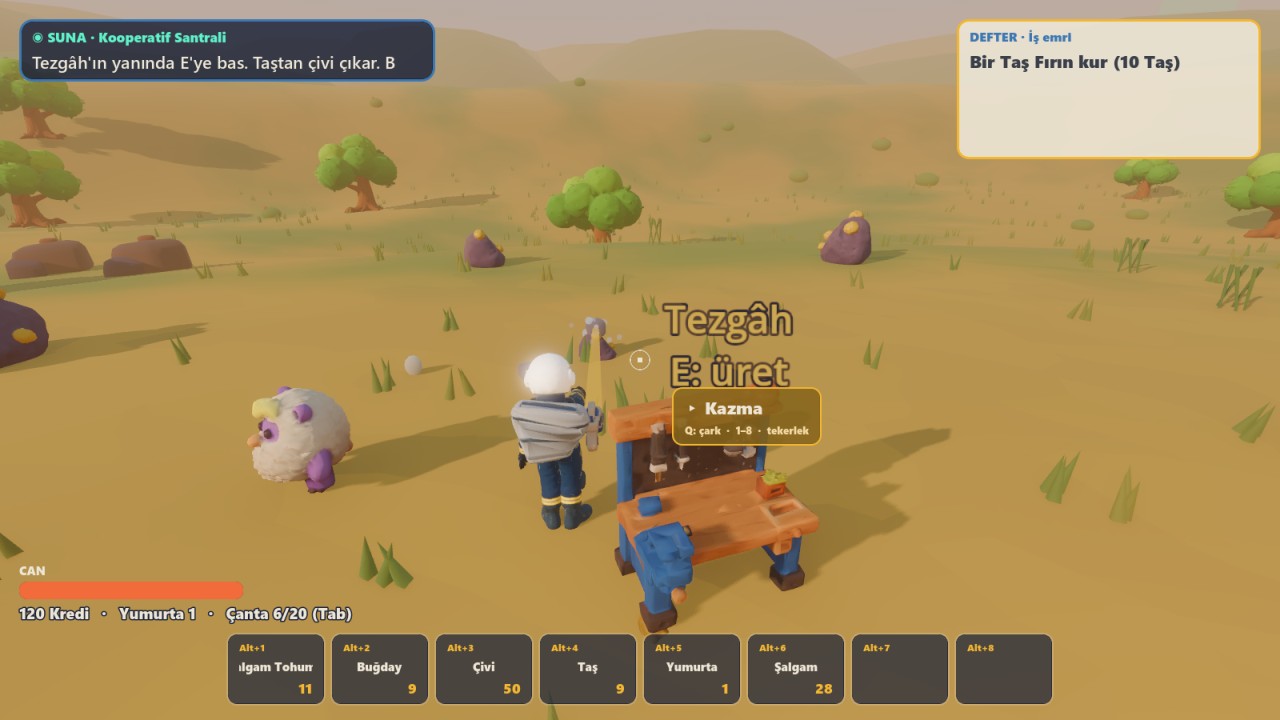 ◉ SUNA · Kooperatif Santrali
Tezgâh'ın yanında E'ye bas. Taştan çivi çıkar. B
DEFTER · İş emri
Bir Taş Fırın kur (10 Taş)
Tezgâh
E: üret
▸ Kazma
Q: çark · 1–8 · tekerlek
CAN
120 Kredi · Yumurta 1 · Çanta 6/20 (Tab)
Alt+1
lgam Tohum
11
Alt+2
Buğday
9
Alt+3
Çivi
50
Alt+4
Taş
9
Alt+5
Yumurta
1
Alt+6
Şalgam
28
Alt+7
Alt+8